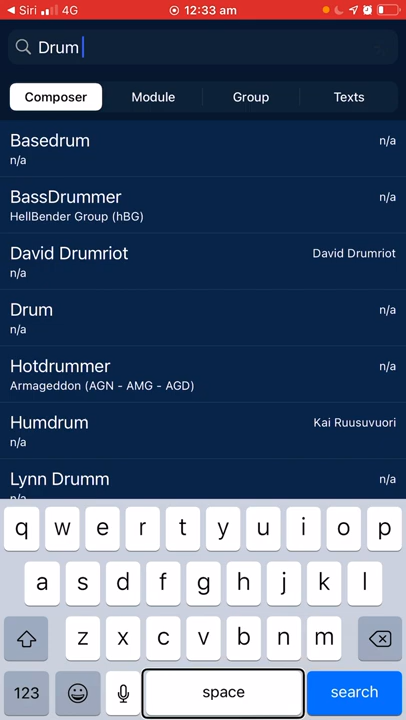 Siri 4G 12:33 am
Drum
Composer Module Group Texts
Basedrum n/a
n/a
BassDrummer n/a
HellBender Group (hBG)
David Drumriot David Drumriot
n/a
Drum n/a
n/a
Hotdrummer n/a
Armageddon (AGN - AMG - AGD)
Humdrum Kai Ruusuvuori
n/a
Lynn Drumm n/a
n/a
q w e r t y u i o p
a s d f g h j k l
z x c v b n m
123 space search